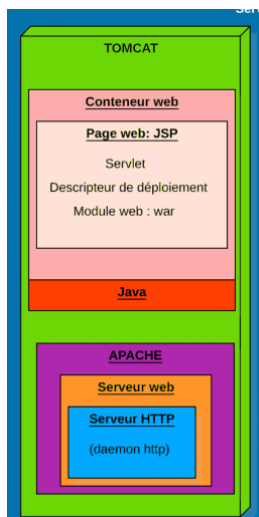 TOMCAT
Conteneur web
Page web: JSP
Servlet
Descripteur de déploiement
Module web : war
Java
APACHE
Serveur web
Serveur HTTP
(daemon http)